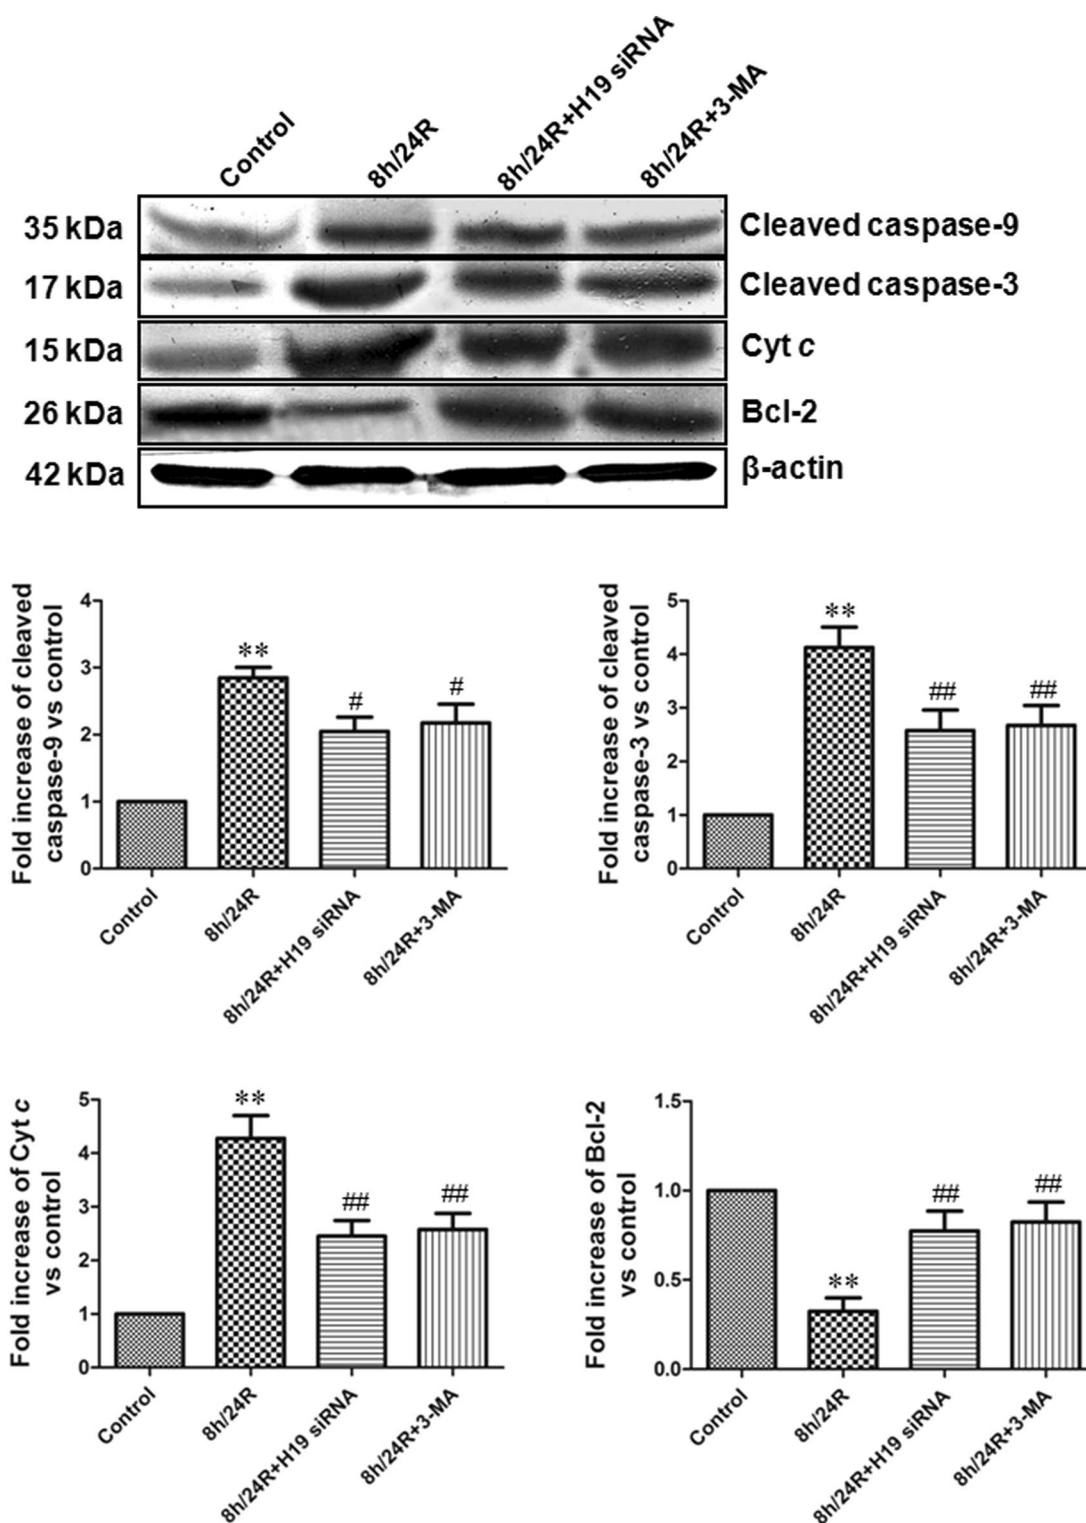 Control
8h/24R
8h/24R+H19 siRNA
8h/24R+3-MA
35 kDa
Cleaved caspase-9
17 kDa
Cleaved caspase-3
15 kDa
Cyt c
26 kDa
Bcl-2
42 kDa
β-actin
Fold increase of cleaved
caspase-9 vs control
4
3
2
1
0
**
#
#
Control
8h/24R
8h/24R+H19 siRNA
8h/24R+3-MA
Fold increase of cleaved
caspase-3 vs control
5
4
3
2
1
0
**
##
##
Control
8h/24R
8h/24R+H19 siRNA
8h/24R+3-MA
Fold increase of Cyt c
vs control
5
4
3
2
1
0
**
##
##
Control
8h/24R
8h/24R+H19 siRNA
8h/24R+3-MA
Fold increase of Bcl-2
vs control
1.5
1.0
0.5
0.0
**
##
##
Control
8h/24R
8h/24R+H19 siRNA
8h/24R+3-MA